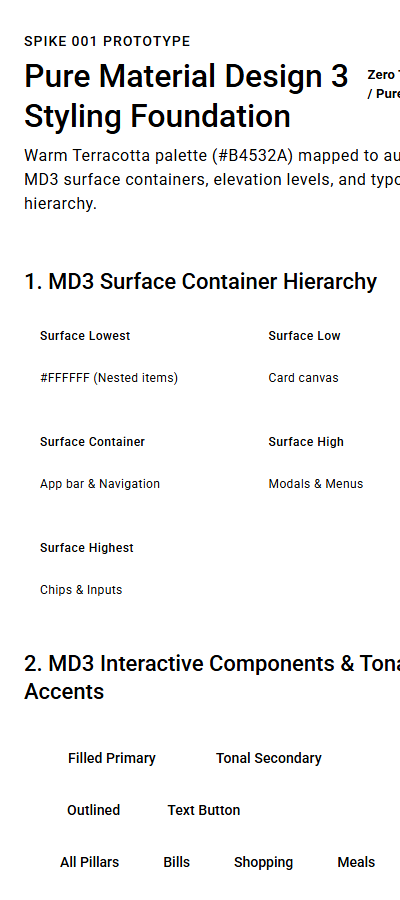 SPIKE 001 PROTOTYPE
Pure Material Design 3
Styling Foundation
Zero
/ Pure
Warm Terracotta palette (#B4532A) mapped to
MD3 surface containers, elevation levels, and
hierarchy.
1. MD3 Surface Container Hierarchy
Surface Lowest
#FFFFFF (Nested items)
Surface Low
Card canvas
Surface Container
App bar & Navigation
Surface High
Modals & Menus
Surface Highest
Chips & Inputs
2. MD3 Interactive Components &
Accents
Filled Primary Tonal Secondary
Outlined Text Button
All Pillars Bills Shopping Meals